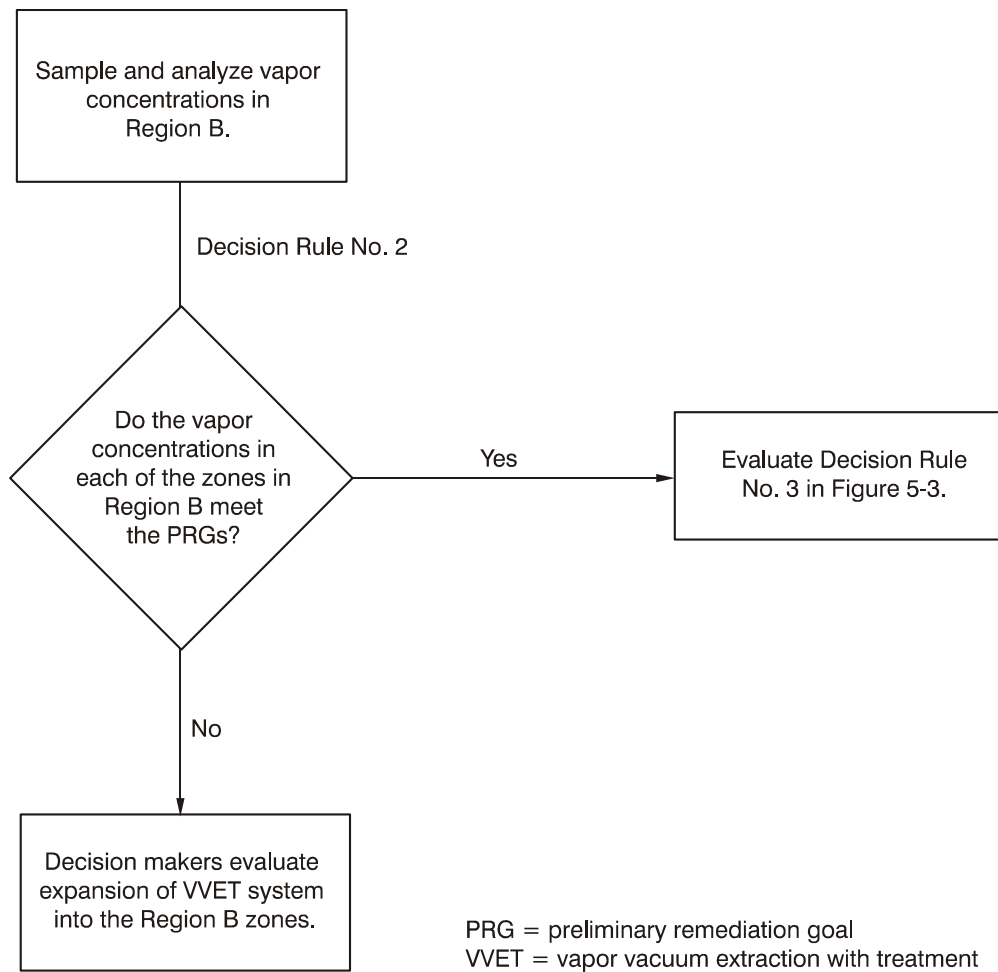 Sample and analyze vapor
concentrations in
Region B.
Decision Rule No. 2
Do the vapor
concentrations in
each of the zones in
Region B meet
the PRGs?
Yes
Evaluate Decision Rule
No. 3 in Figure 5-3.
No
Decision makers evaluate
expansion of VVET system
into the Region B zones.
PRG = preliminary remediation goal
VVET = vapor vacuum extraction with treatment